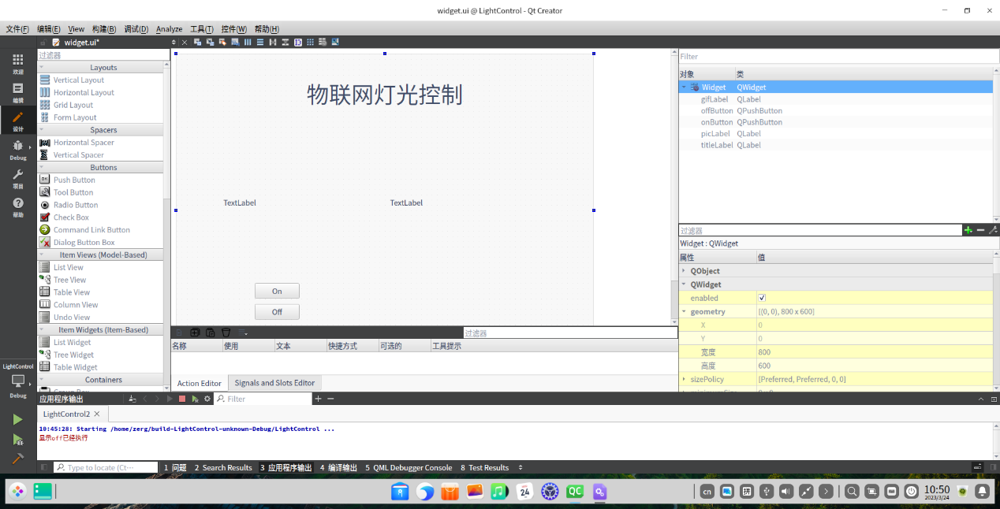 widget.ui @ LightControl - Qt Creator
文件(F) 编辑(E) View 构建(B) 调试(D) Analyze 工具(T) 控件(W) 帮助(H)
widget.ui*
过滤器
Layouts
Vertical Layout
Horizontal Layout
Grid Layout
Form Layout
Spacers
Horizontal Spacer
Vertical Spacer
Buttons
Push Button
Tool Button
Radio Button
Check Box
Command Link Button
Dialog Button Box
Item Views (Model-Based)
List View
Tree View
Table View
Column View
Undo View
Item Widgets (Item-Based)
List Widget
Tree Widget
Table Widget
Containers
欢迎
编辑
设计
Debug
项目
帮助
LightControl
Debug
物联网灯光控制
TextLabel TextLabel
On
Off
Filter
对象 类
Widget QWidget
gifLabel QLabel
offButton QPushButton
onButton QPushButton
picLabel QLabel
titleLabel QLabel
过滤器
Widget : QWidget
属性 值
QObject
QWidget
enabled
geometry [(0, 0), 800 x 600]
X 0
Y 0
宽度 800
高度 600
sizePolicy [Preferred, Preferred, 0, 0]
过滤器
名称 使用 文本 快捷方式 可选的 工具提示
Action Editor Signals and Slots Editor
应用程序输出 Filter
LightControl2
10:45:28: Starting /home/zerg/build-LightControl-unknown-Debug/LightControl ...
显示off已经执行
Type to locate (Ct...
1 问题 2 Search Results 3 应用程序输出 4 编译输出 5 QML Debugger Console 8 Test Results
24 QC cn 拼 10:50
2023/3/24